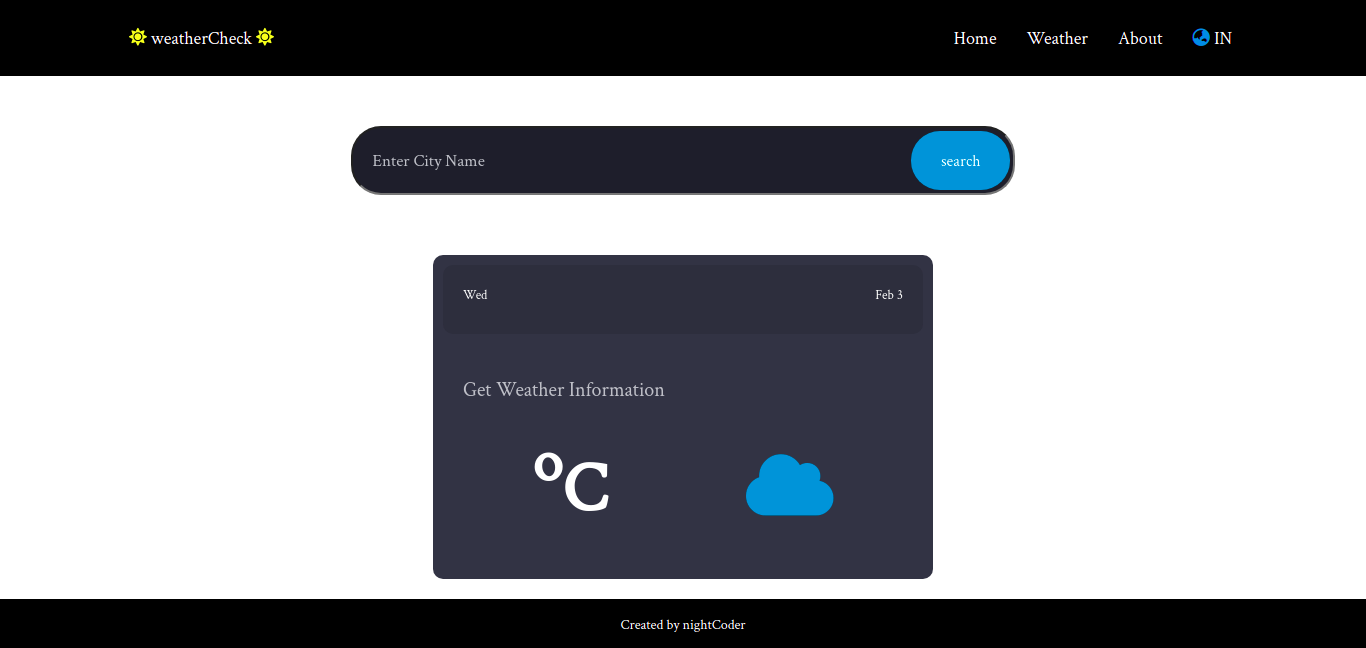 weatherCheck
Home Weather About IN
Enter City Name search
Wed Feb 3
Get Weather Information
°C
Created by nightCoder